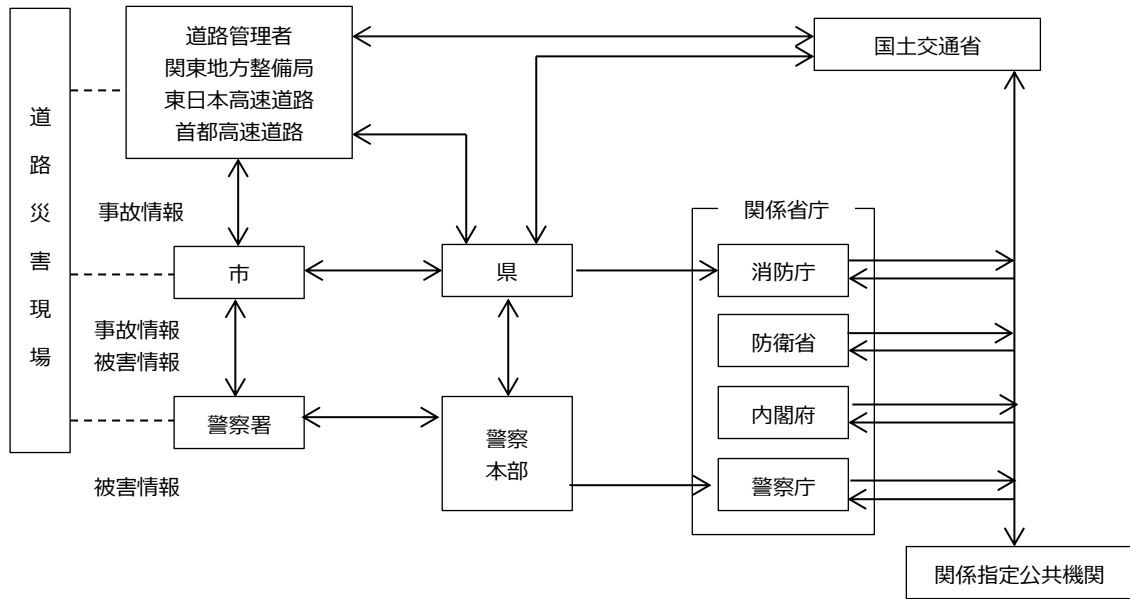 道路災害現場
道路管理者
関東地方整備局
東日本高速道路
首都高速道路
国土交通省
事故情報
関係省庁
市
県
消防庁
事故情報
被害情報
防衛省
内閣府
警察署
警察
本部
警察庁
被害情報
関係指定公共機関